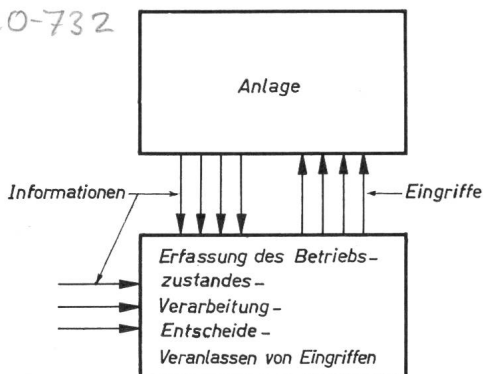 0-732
Anlage
Informationen
Eingriffe
Erfassung des Betriebs-
zustandes-
Verarbeitung-
Entscheide-
Veranlassen von Eingriffen